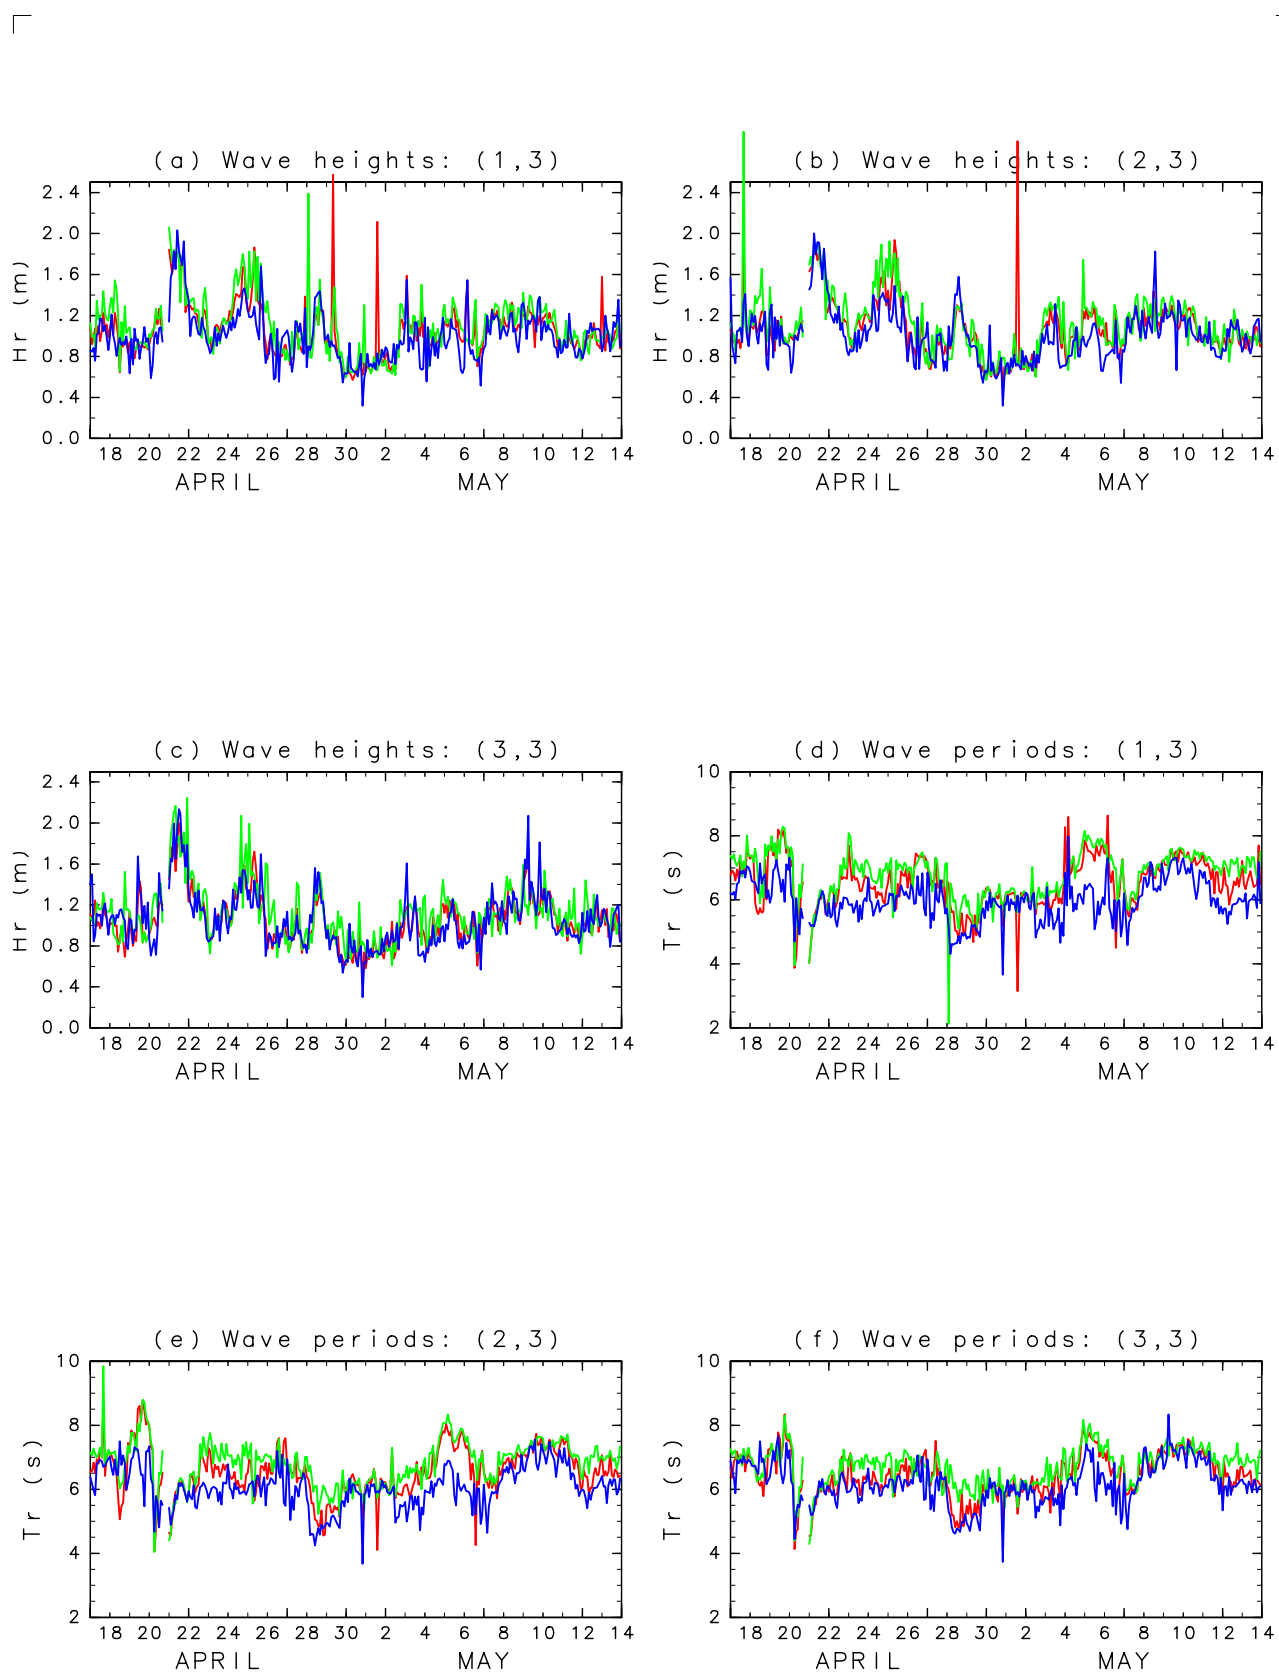 (a) Wave heights: (1,3)
2.4
2.0
1.6
1.2
0.8
0.4
0.0
Hr (m)
18 20 22 24 26 28 30 2 4 6 8 10 12 14
APRIL MAY
(b) Wave heights: (2,3)
2.4
2.0
1.6
1.2
0.8
0.4
0.0
Hr (m)
18 20 22 24 26 28 30 2 4 6 8 10 12 14
APRIL MAY
(c) Wave heights: (3,3)
2.4
2.0
1.6
1.2
0.8
0.4
0.0
Hr (m)
18 20 22 24 26 28 30 2 4 6 8 10 12 14
APRIL MAY
(d) Wave periods: (1,3)
10
8
6
4
2
Tr (s)
18 20 22 24 26 28 30 2 4 6 8 10 12 14
APRIL MAY
(e) Wave periods: (2,3)
10
8
6
4
2
Tr (s)
18 20 22 24 26 28 30 2 4 6 8 10 12 14
APRIL MAY
(f) Wave periods: (3,3)
10
8
6
4
2
Tr (s)
18 20 22 24 26 28 30 2 4 6 8 10 12 14
APRIL MAY